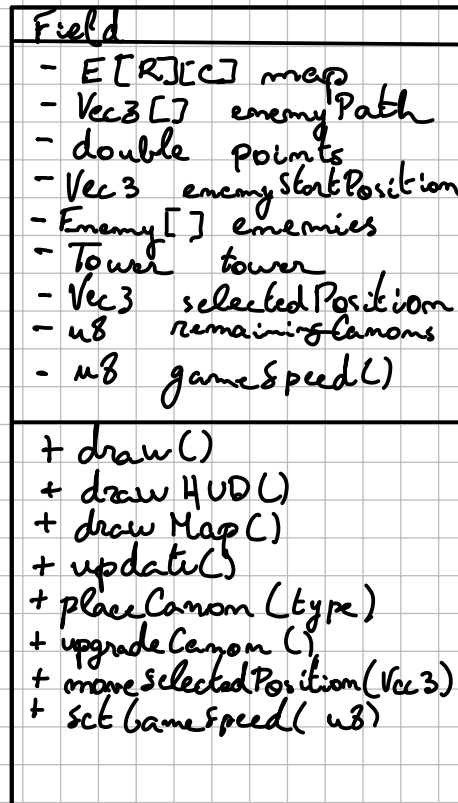 Field
- E[R][C] map
- Vec3[] enemyPath
- double points
- Vec3 enemyStartPosition
- Enemy[] enemies
- Tower tower
- Vec3 selectedPosition
- u8 remainingCanons
- u8 gameSpeed()
+ draw()
+ drawHUD()
+ drawMap()
+ update()
+ placeCanon(type)
+ upgradeCanon()
+ moveSelectedPosition(Vec3)
+ setGameSpeed(u8)